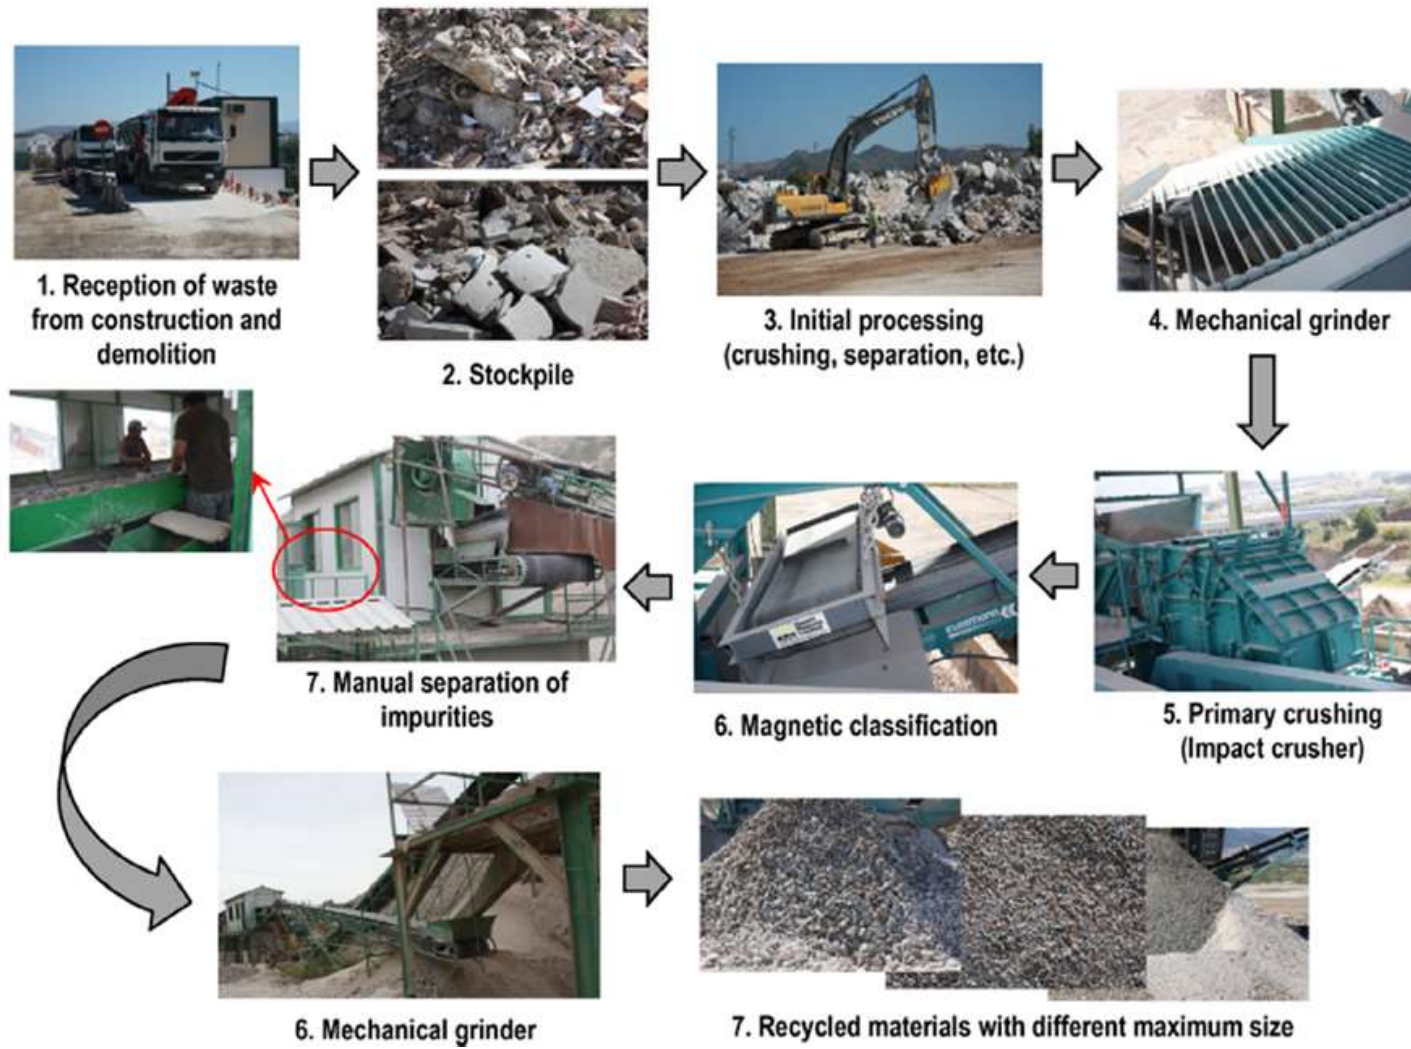 1. Reception of waste
from construction and
demolition
2. Stockpile
3. Initial processing
(crushing, separation, etc.)
4. Mechanical grinder
5. Primary crushing
(Impact crusher)
6. Magnetic classification
7. Manual separation of
impurities
6. Mechanical grinder
7. Recycled materials with different maximum size